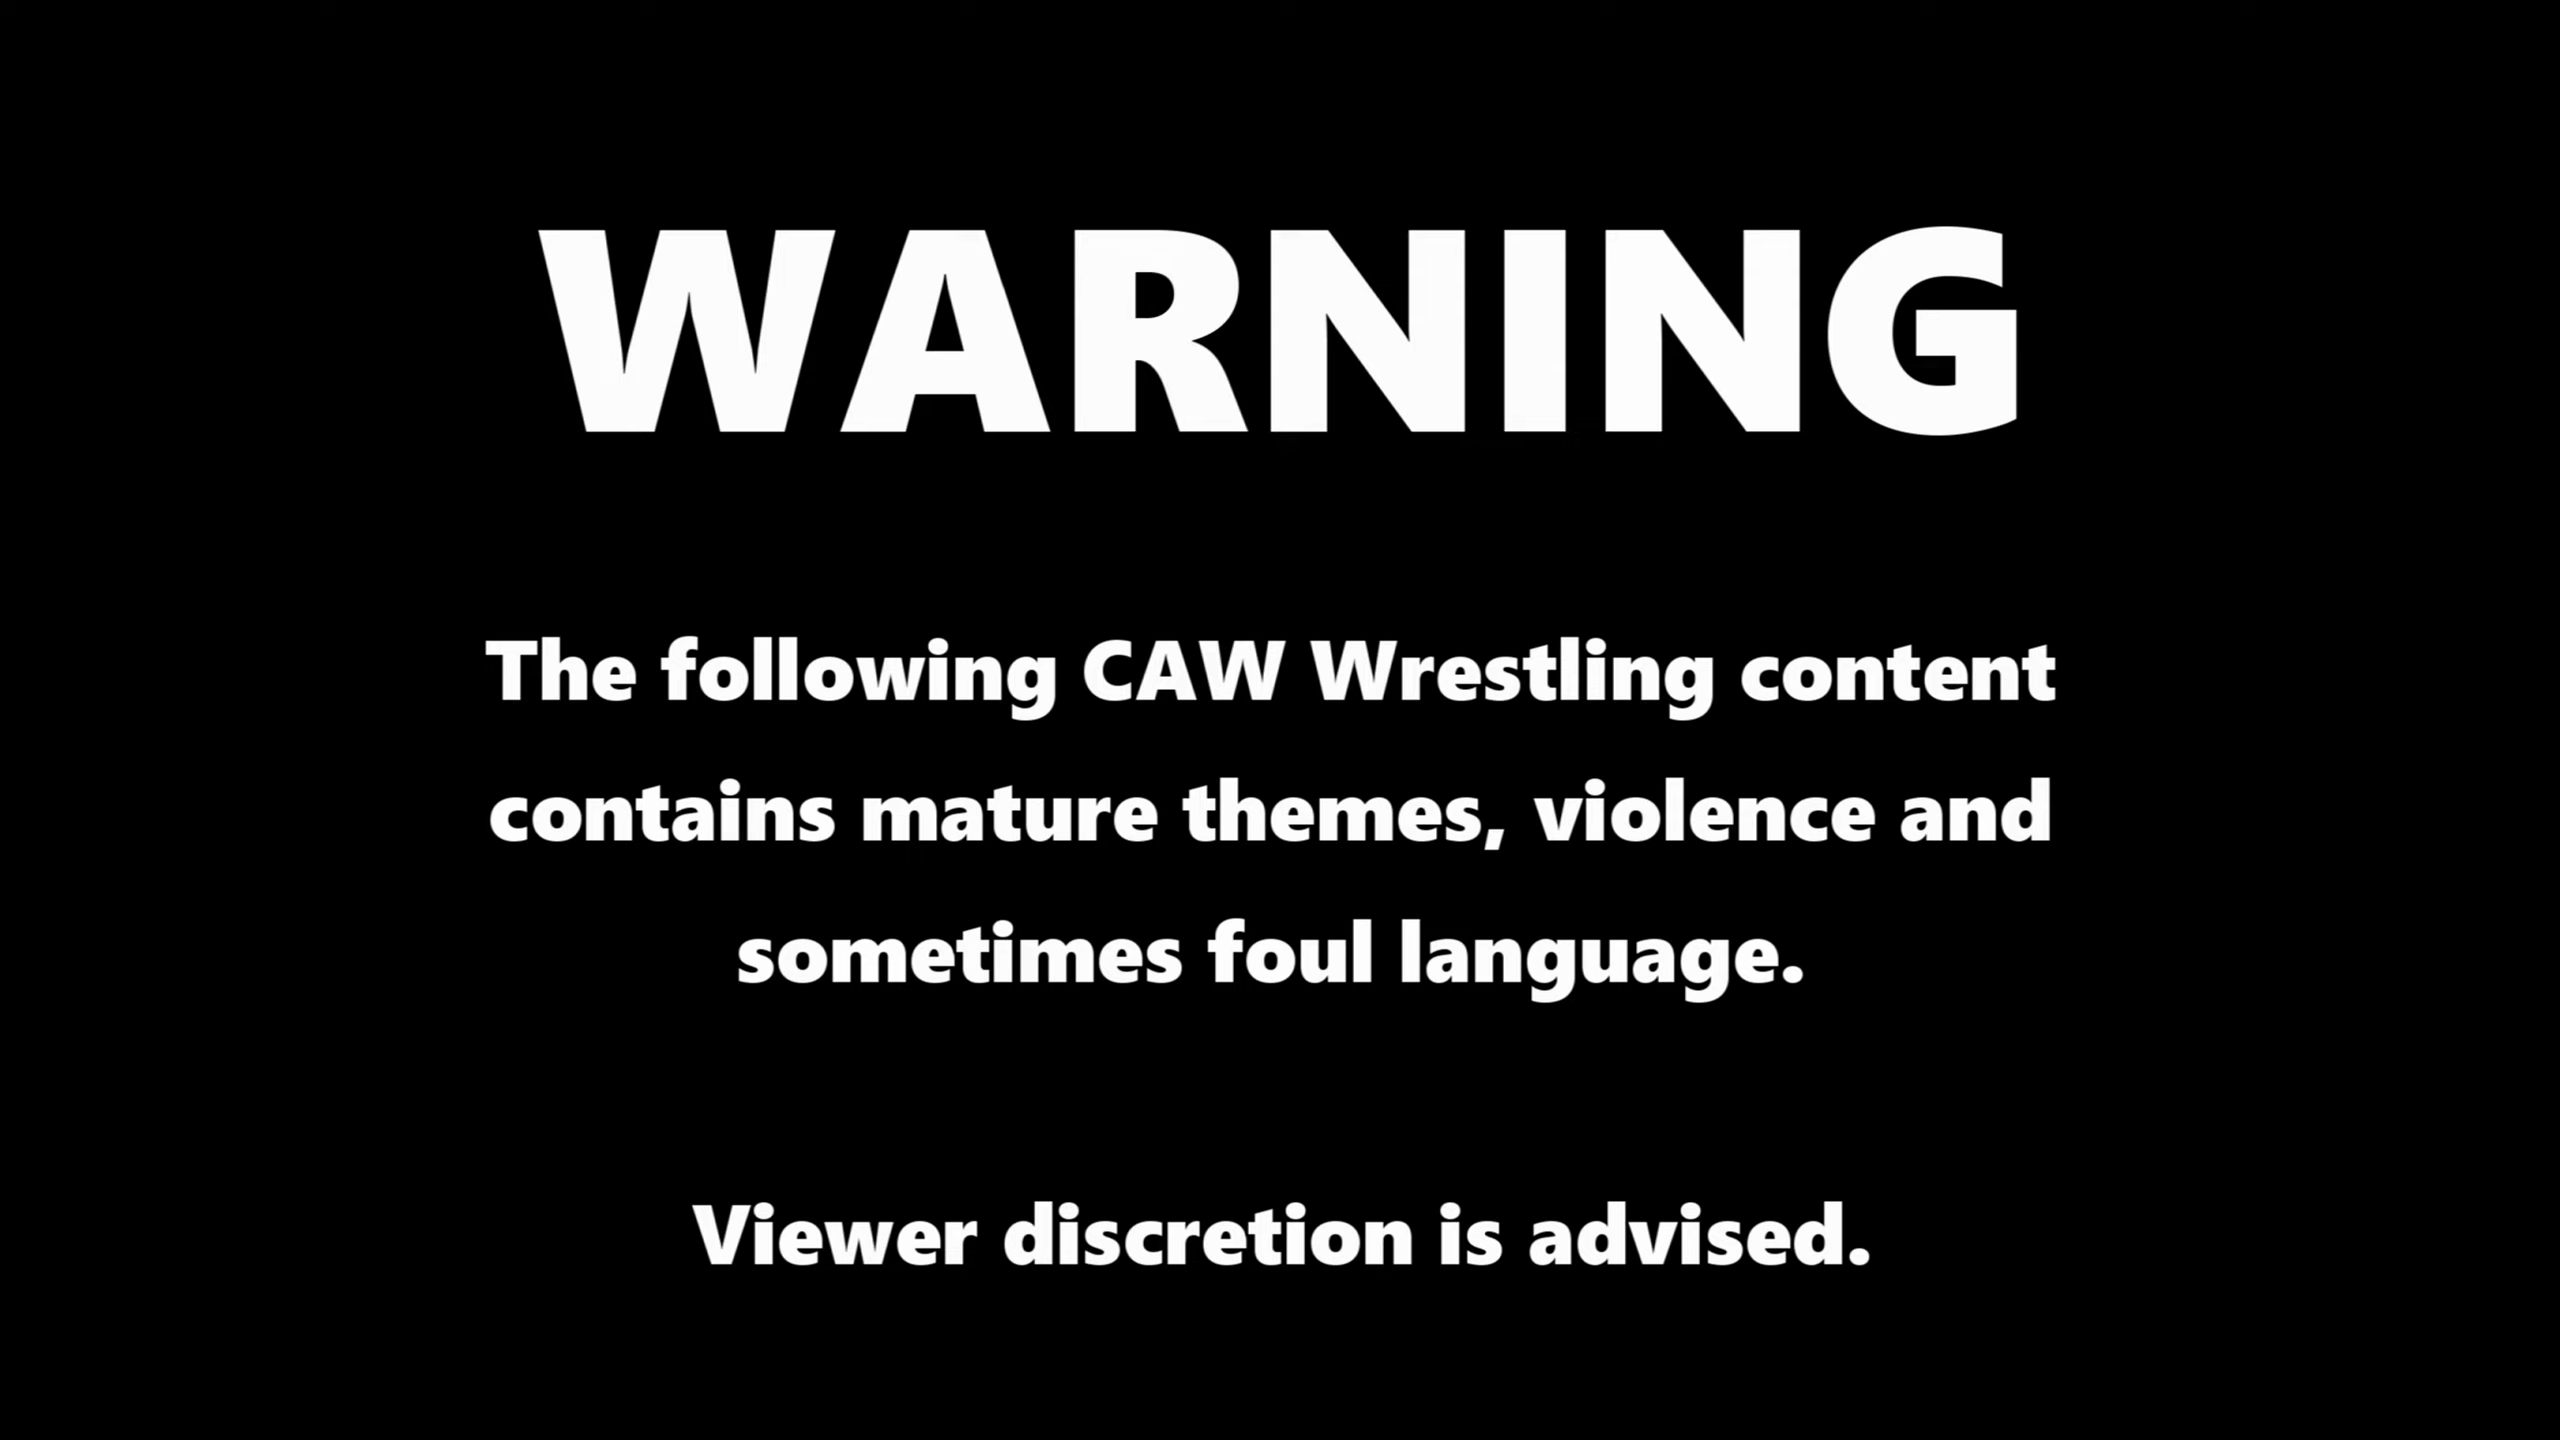 WARNING
The following CAW Wrestling content
contains mature themes, violence and
sometimes foul language.
Viewer discretion is advised.